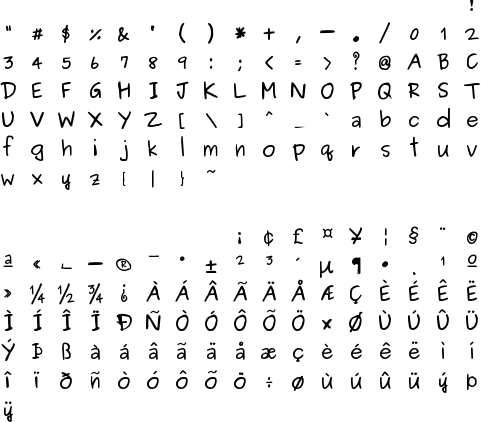 !
" # $ % & ' ( ) * + , - . / 0 1 2
3 4 5 6 7 8 9 : ; < = > ? @ A B C
D E F G H I J K L M N O P Q R S T
U V W X Y Z [ \ ] ^ _ ` a b c d e
f g h i j k l m n o p q r s t u v
w x y z { | } ~
¡ ¢ £ ¤ ¥ ¦ § ¨ ©
ª « ¬ - ® ¯ ° ± ² ³ ´ µ ¶ · ¸ ¹ º
» ¼ ½ ¾ ¿ À Á Â Ã Ä Å Æ Ç È É Ê Ë
Ì Í Î Ï Ð Ñ Ò Ó Ô Õ Ö × Ø Ù Ú Û Ü
Ý Þ ß à á â ã ä å æ ç è é ê ë ì í
î ï ð ñ ò ó ô õ ö ÷ ø ù ú û ü ý þ
ÿ